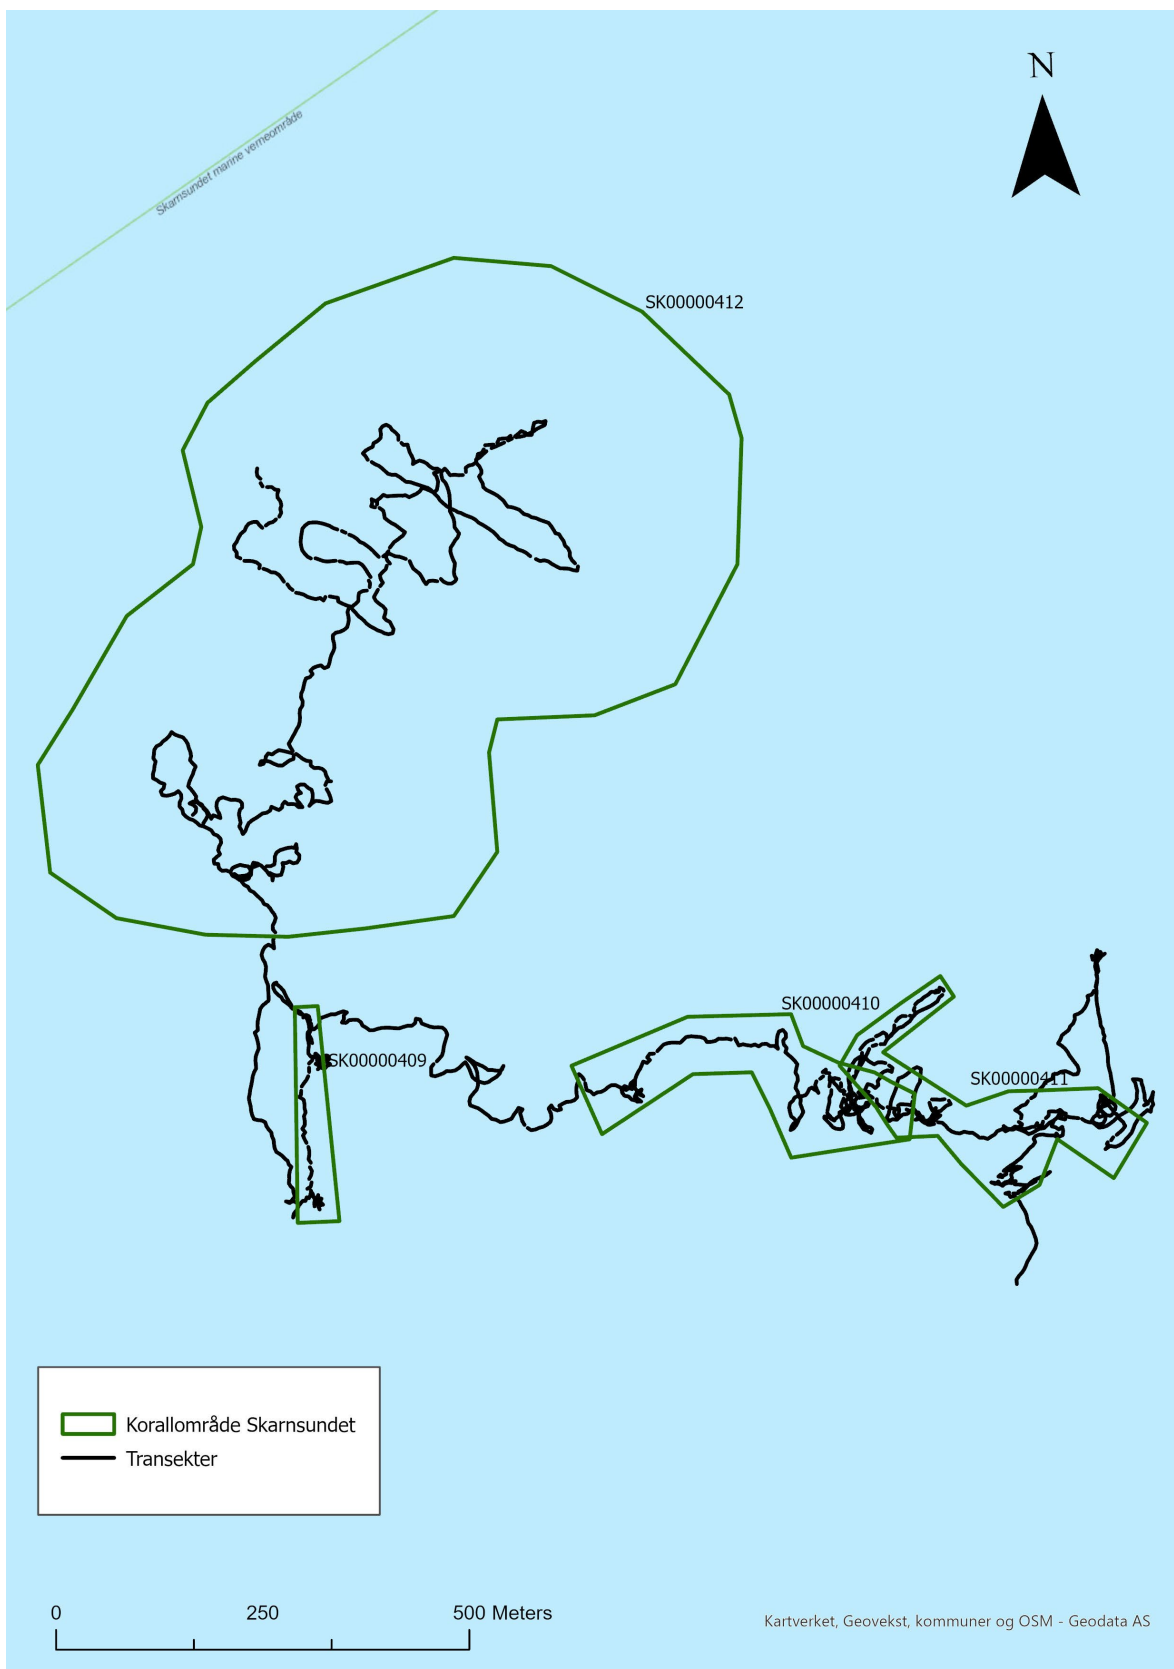 N
Skarnsundet marine verneområde
SK00000412
SK00000410
SK00000409
SK00000411
Korallområde Skarnsundet
Transekter
0 250 500 Meters
Kartverket, Geovekst, kommuner og OSM - Geodata AS